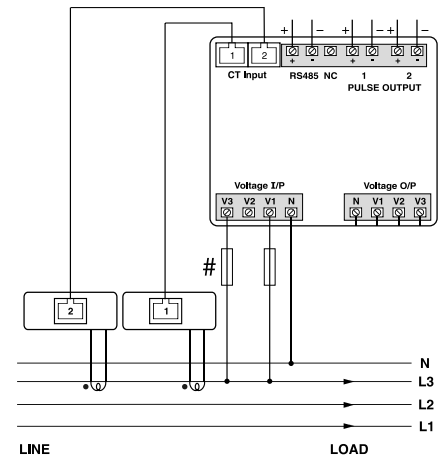 + – + – + –
1 2
+ - + - + -
CT Input RS485 NC 1 2
PULSE OUTPUT
Voltage I/P Voltage O/P
V3 V2 V1 N N V1 V2 V3
#
2 1
N
L3
L2
L1
LINE LOAD